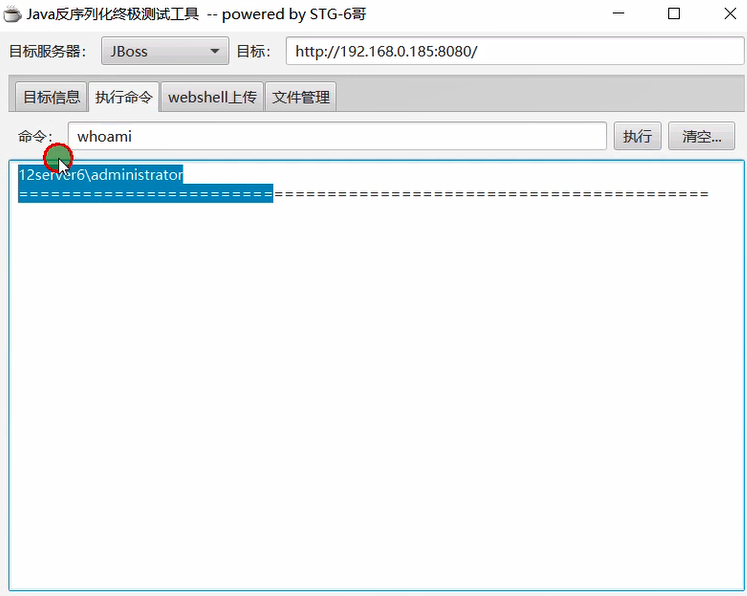 Java反序列化终极测试工具 -- powered by STG-6哥
目标服务器： JBoss 目标： http://192.168.0.185:8080/
目标信息 执行命令 webshell上传 文件管理
命令： whoami 执行 清空...
12server6\administrator
==================================================================